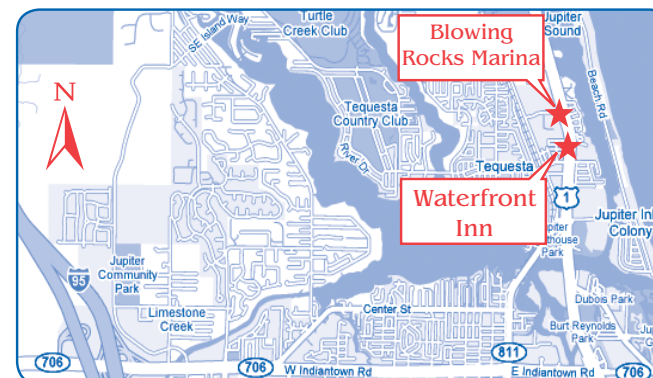 SE Island Way
Turtle
Creek Club
Blowing
Rocks Marina
Jupiter
Sound
Beach Rd
N
Tequesta
Country Club
River Dr
Tequesta
Waterfront
Inn
1
Jupiter Inl
Colony
Park
95
Jupiter
Community
Park
Limestone
Creek
Center St
Dubois Park
Burt Reynolds
Park
706
W Indiantown Rd
706
811
E Indiantown Rd
706